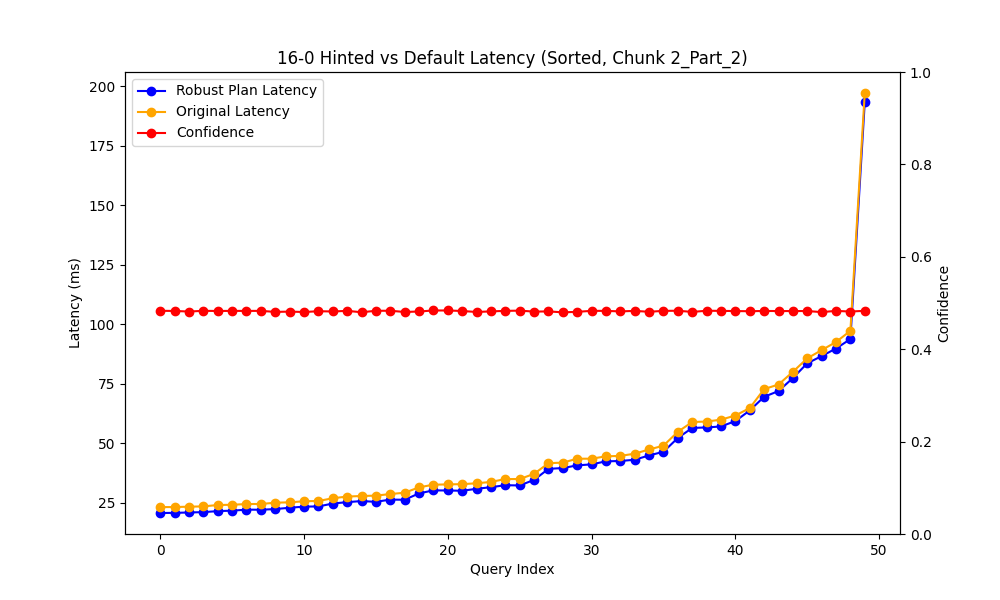 16-0 Hinted vs Default Latency (Sorted, Chunk 2_Part_2)
Robust Plan Latency
Original Latency
Confidence
200
175
150
125
100
75
50
25
Latency (ms)
1.0
0.8
0.6
0.4
0.2
0.0
Confidence
0 10 20 30 40 50
Query Index